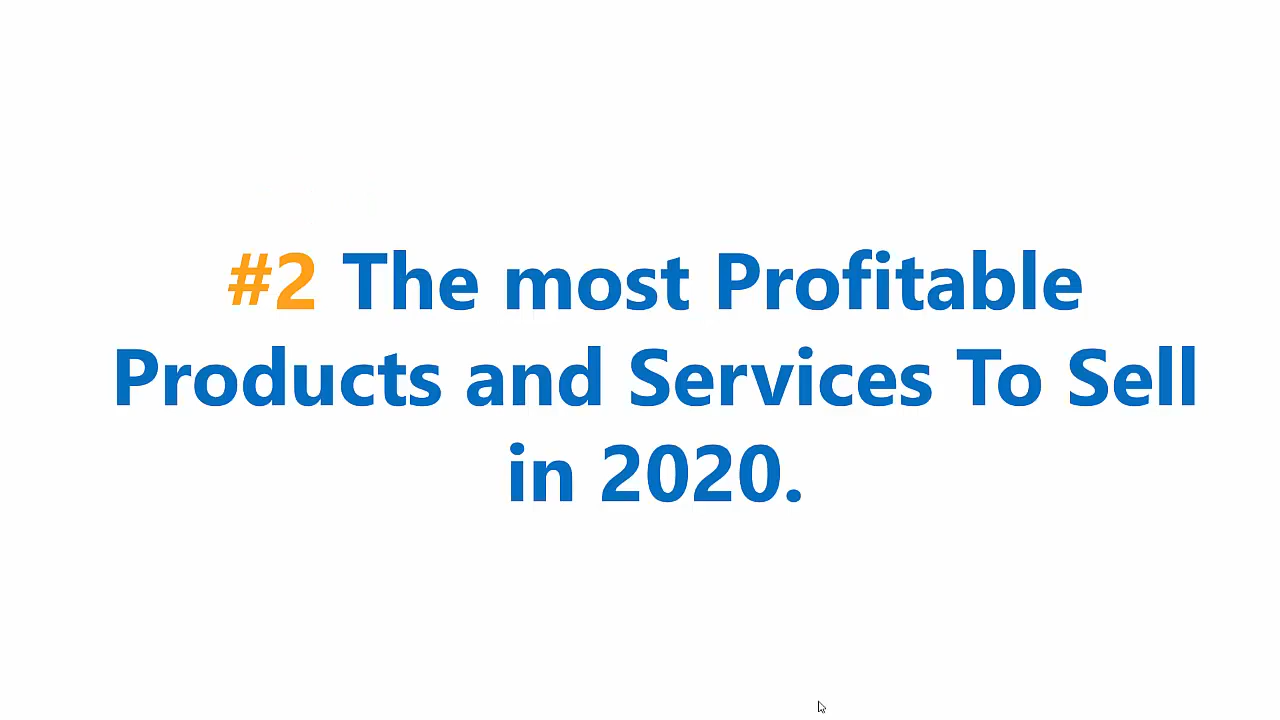 #2 The most Profitable
Products and Services To Sell
in 2020.